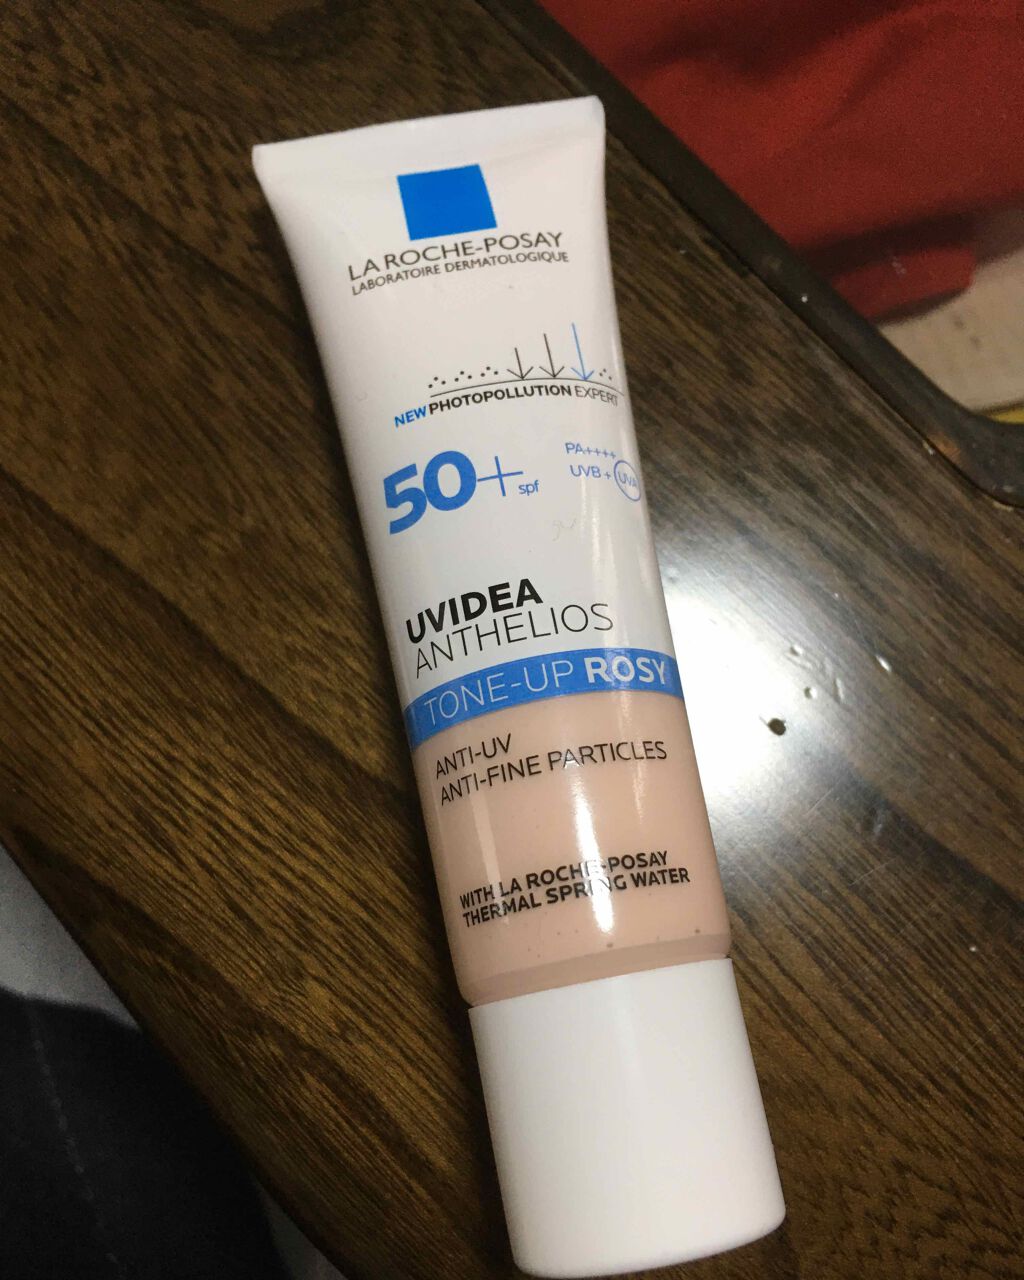 LA ROCHE-POSAY
LABORATOIRE DERMATOLOGIQUE
NEW PHOTOPOLLUTION EXPERT
50+ spf
PA++++
UVB + UVA
UVIDEA
ANTHELIOS
TONE-UP ROSY
ANTI-UV
ANTI-FINE PARTICLES
WITH LA ROCHE-POSAY
THERMAL SPRING WATER